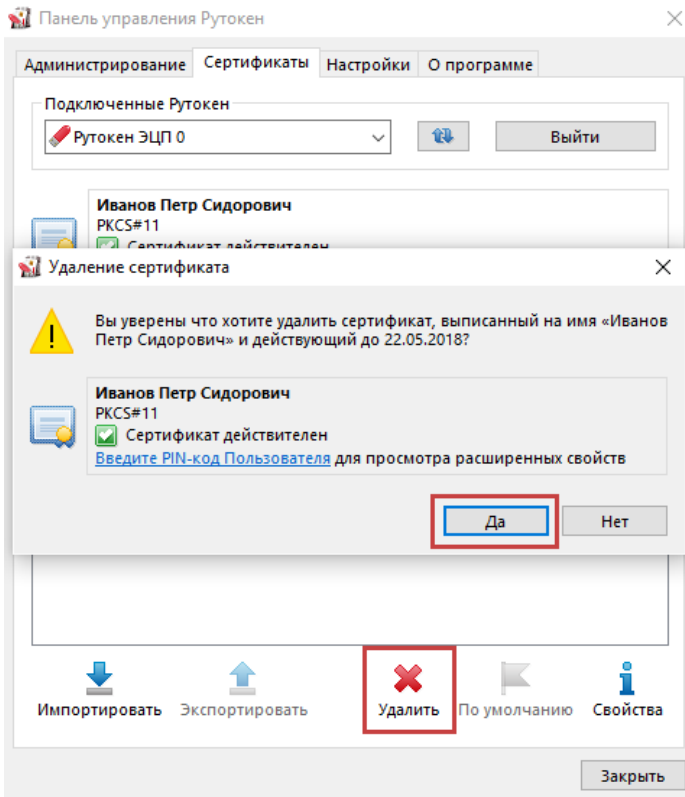 Панель управления Рутокен
Администрирование Сертификаты Настройки О программе
Подключенные Рутокен
Рутокен ЭЦП 0 Выйти
Иванов Петр Сидорович
PKCS#11
Сертификат действителен
Удаление сертификата
Вы уверены что хотите удалить сертификат, выписанный на имя «Иванов
Петр Сидорович» и действующий до 22.05.2018?
Иванов Петр Сидорович
PKCS#11
Сертификат действителен
Введите PIN-код Пользователя для просмотра расширенных свойств
Да Нет
Импортировать Экспортировать Удалить По умолчанию Свойства
Закрыть